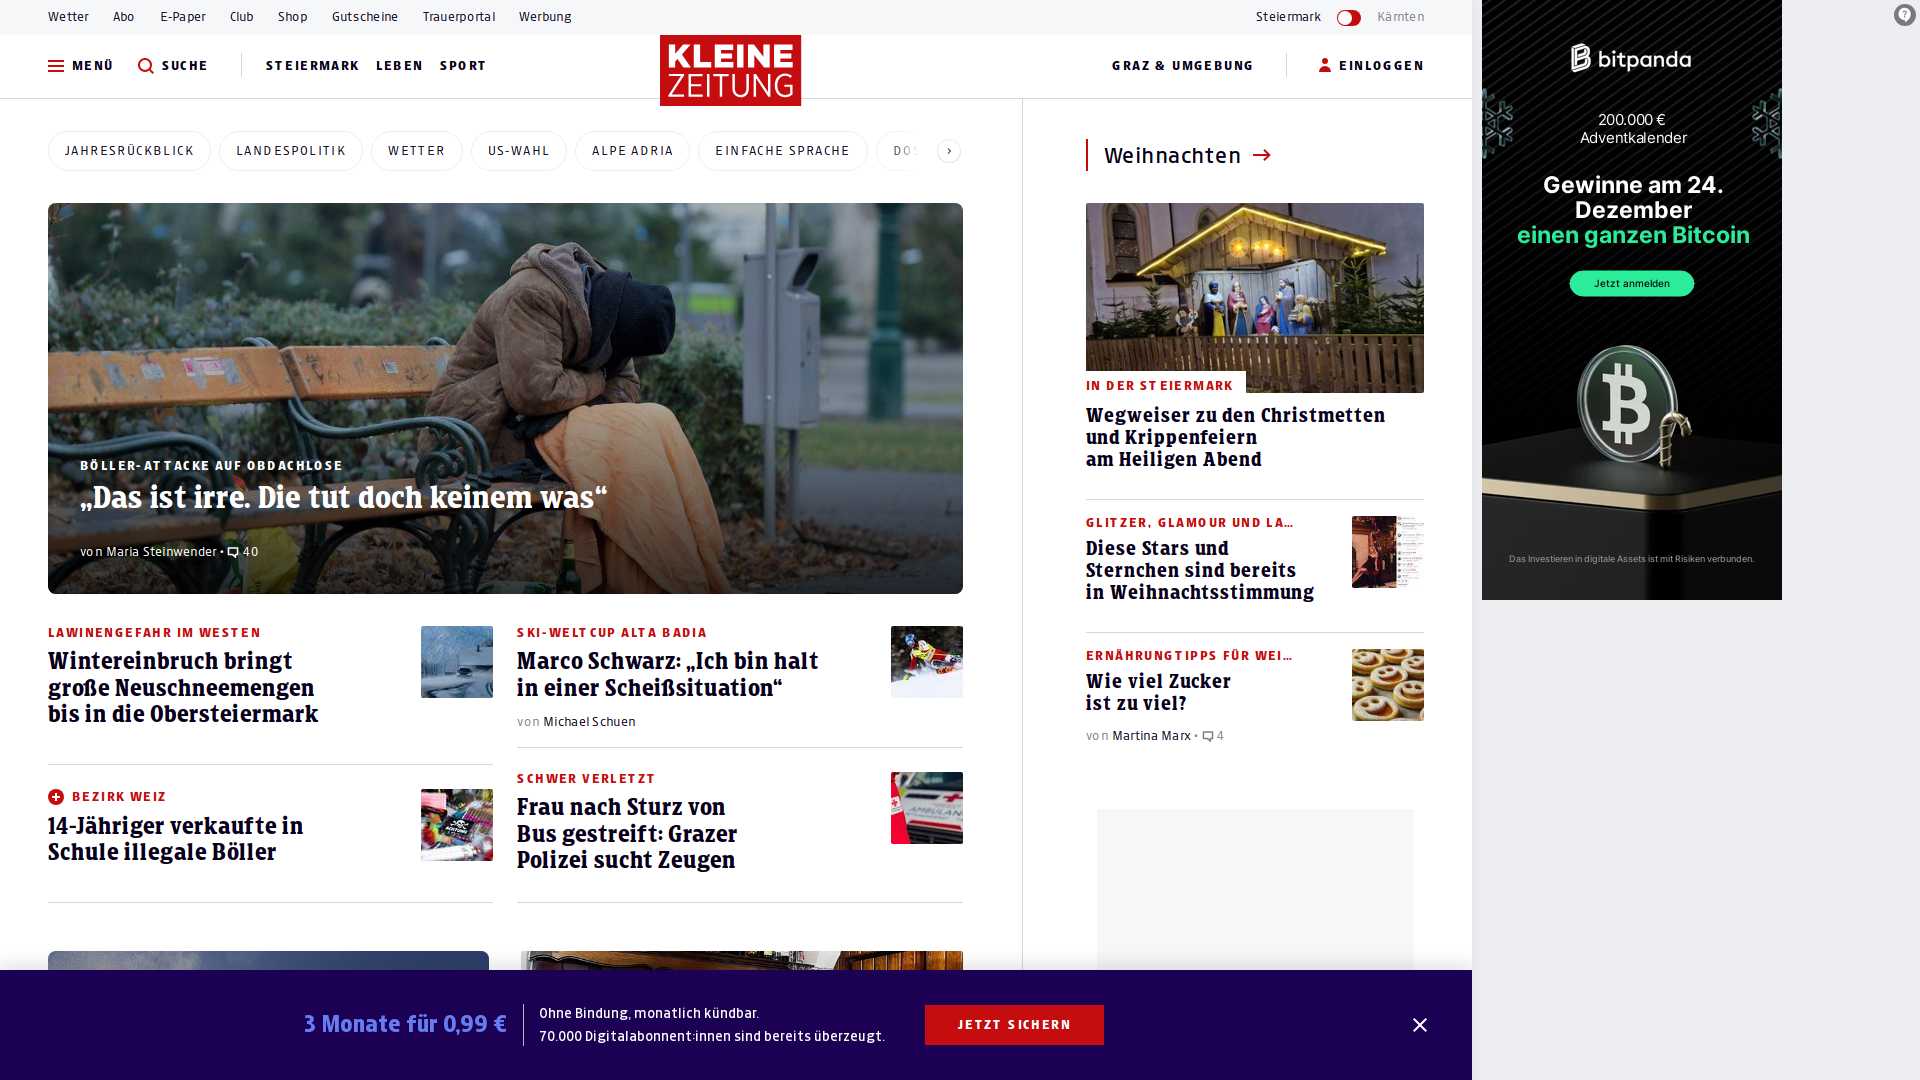 Wetter Abo E-Paper Club Shop Gutscheine Trauerportal Werbung
Steiermark Kärnten
MENÜ SUCHE STEIERMARK LEBEN SPORT
KLEINE
ZEITUNG
GRAZ & UMGEBUNG EINLOGGEN
JAHRESRÜCKBLICK LANDESPOLITIK WETTER US-WAHL ALPE ADRIA EINFACHE SPRACHE
BÖLLER-ATTACKE AUF OBDACHLOSE
„Das ist irre. Die tut doch keinem was“
von Maria Steinwender • 40
LAWINENGEFAHR IM WESTEN
Wintereinbruch bringt
große Neuschneemengen
bis in die Obersteiermark
BEZIRK WEIZ
14-Jähriger verkaufte in
Schule illegale Böller
SKI-WELTCUP ALTA BADIA
Marco Schwarz: „Ich bin halt
in einer Scheißsituation“
von Michael Schuen
SCHWER VERLETZT
Frau nach Sturz von
Bus gestreift: Grazer
Polizei sucht Zeugen
Weihnachten
IN DER STEIERMARK
Wegweiser zu den Christmetten
und Krippenfeiern
am Heiligen Abend
GLITZER, GLAMOUR UND LA…
Diese Stars und
Sternchen sind bereits
in Weihnachtsstimmung
ERNÄHRUNGTIPPS FÜR WEI…
Wie viel Zucker
ist zu viel?
von Martina Marx • 4
bitpanda
200.000 €
Adventkalender
Gewinne am 24.
Dezember
einen ganzen Bitcoin
Jetzt anmelden
Das Investieren in digitale Assets ist mit Risiken verbunden.
3 Monate für 0,99 €
Ohne Bindung, monatlich kündbar.
70.000 Digitalabonnent:innen sind bereits überzeugt.
JETZT SICHERN